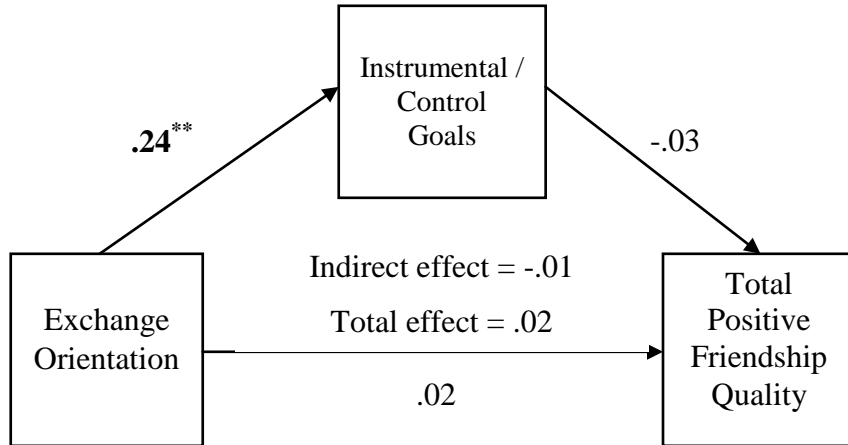 Instrumental /
Control
Goals
.24**
-.03
Indirect effect = -.01
Total effect = .02
Exchange
Orientation
Total
Positive
Friendship
Quality
.02